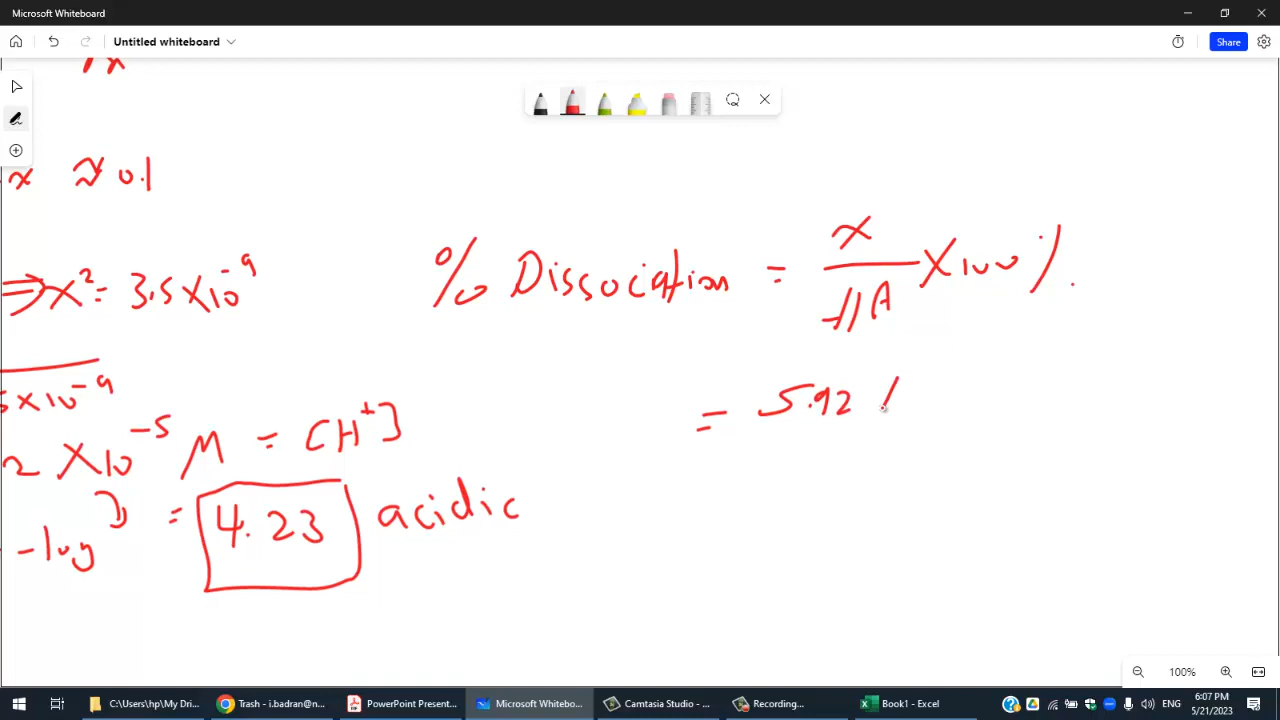 Microsoft Whiteboard
Untitled whiteboard
Share
x ≈ 0.1
⇒ x² = 3.5 × 10⁻⁹
5 × 10⁻⁹
2 × 10⁻⁵ M = [H⁺]
-log ) = 4.23 acidic
% Dissociation = x / HA × 100 %.
= 5.92 /
100%
C:\Users\hp\My Dri...
Trash - i.badran@n...
PowerPoint Present...
Microsoft Whiteboa...
Camtasia Studio - ...
Recording...
Book1 - Excel
ENG
6:07 PM
5/21/2023